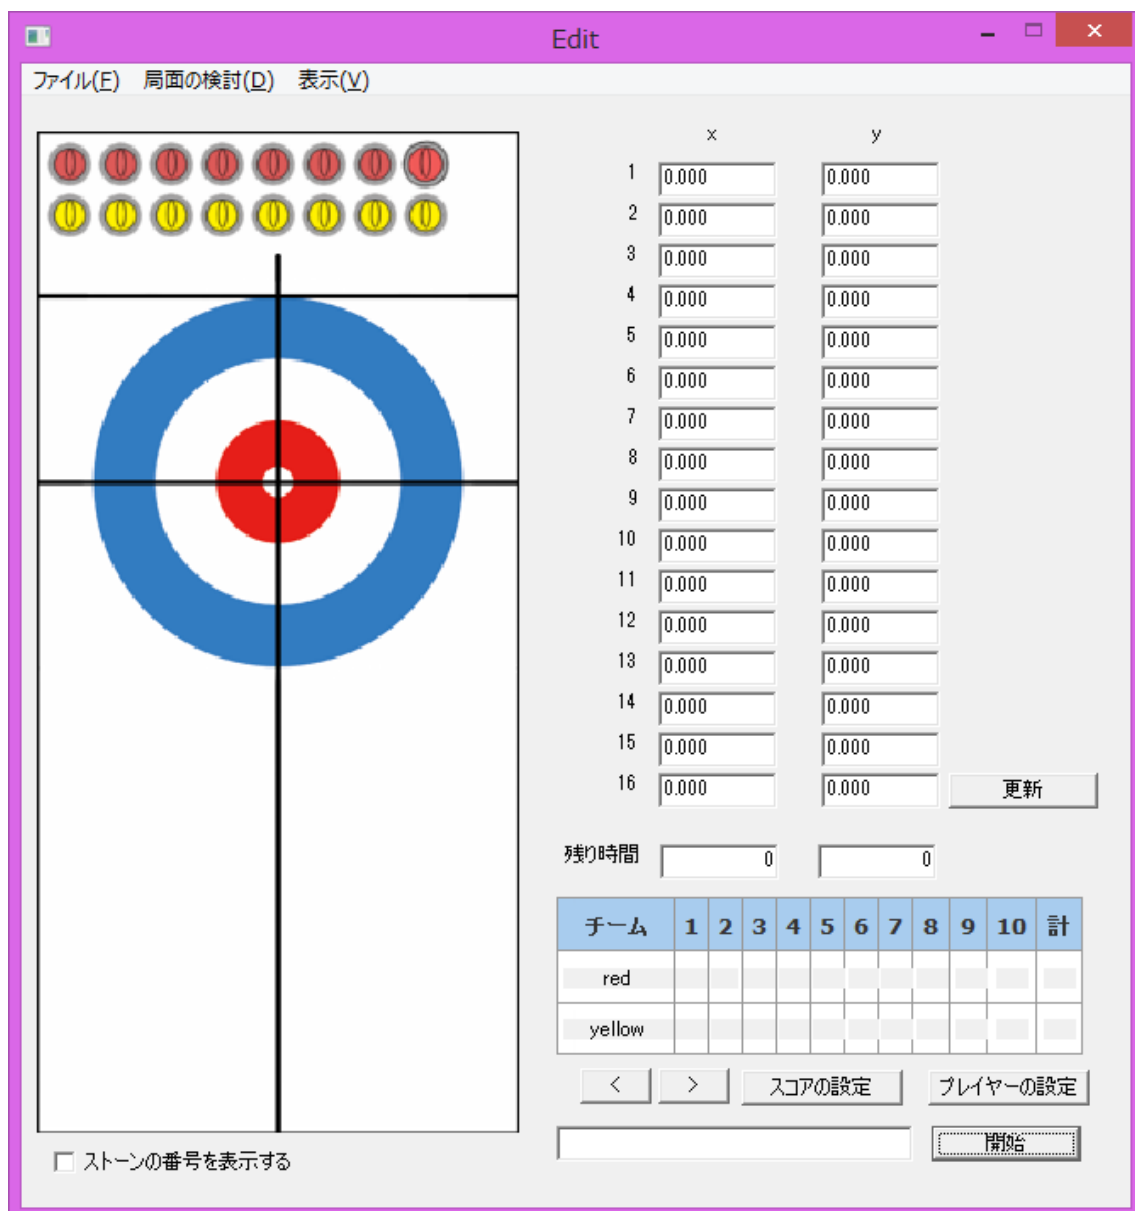 Edit
ファイル(F) 局面の検討(D) 表示(V)
x y
1 0.000 0.000
2 0.000 0.000
3 0.000 0.000
4 0.000 0.000
5 0.000 0.000
6 0.000 0.000
7 0.000 0.000
8 0.000 0.000
9 0.000 0.000
10 0.000 0.000
11 0.000 0.000
12 0.000 0.000
13 0.000 0.000
14 0.000 0.000
15 0.000 0.000
16 0.000 0.000 更新
残り時間 0 0
チーム 1 2 3 4 5 6 7 8 9 10 計
red
yellow
< > スコアの設定 プレイヤーの設定
開始
ストーンの番号を表示する